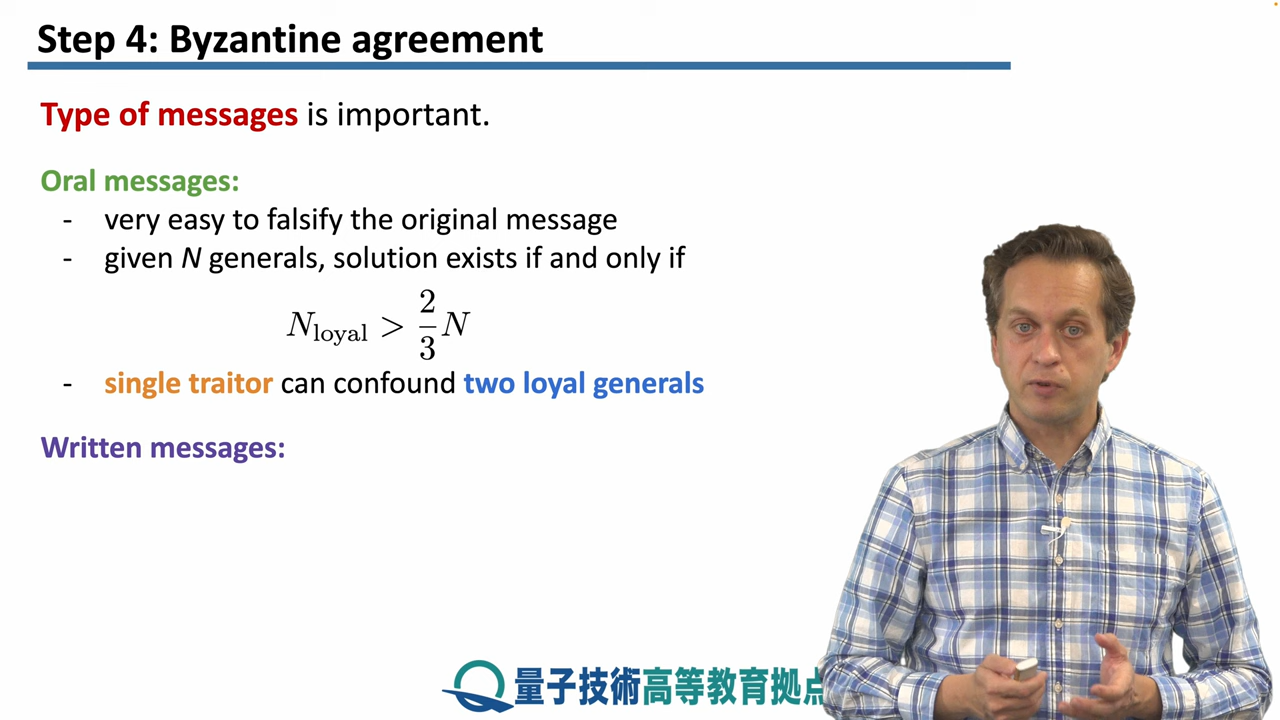 Step 4: Byzantine agreement
Type of messages is important.
Oral messages:
- very easy to falsify the original message
- given N generals, solution exists if and only if
N_loyal > 2/3 N
- single traitor can confound two loyal generals
Written messages:
量子技術高等教育拠点